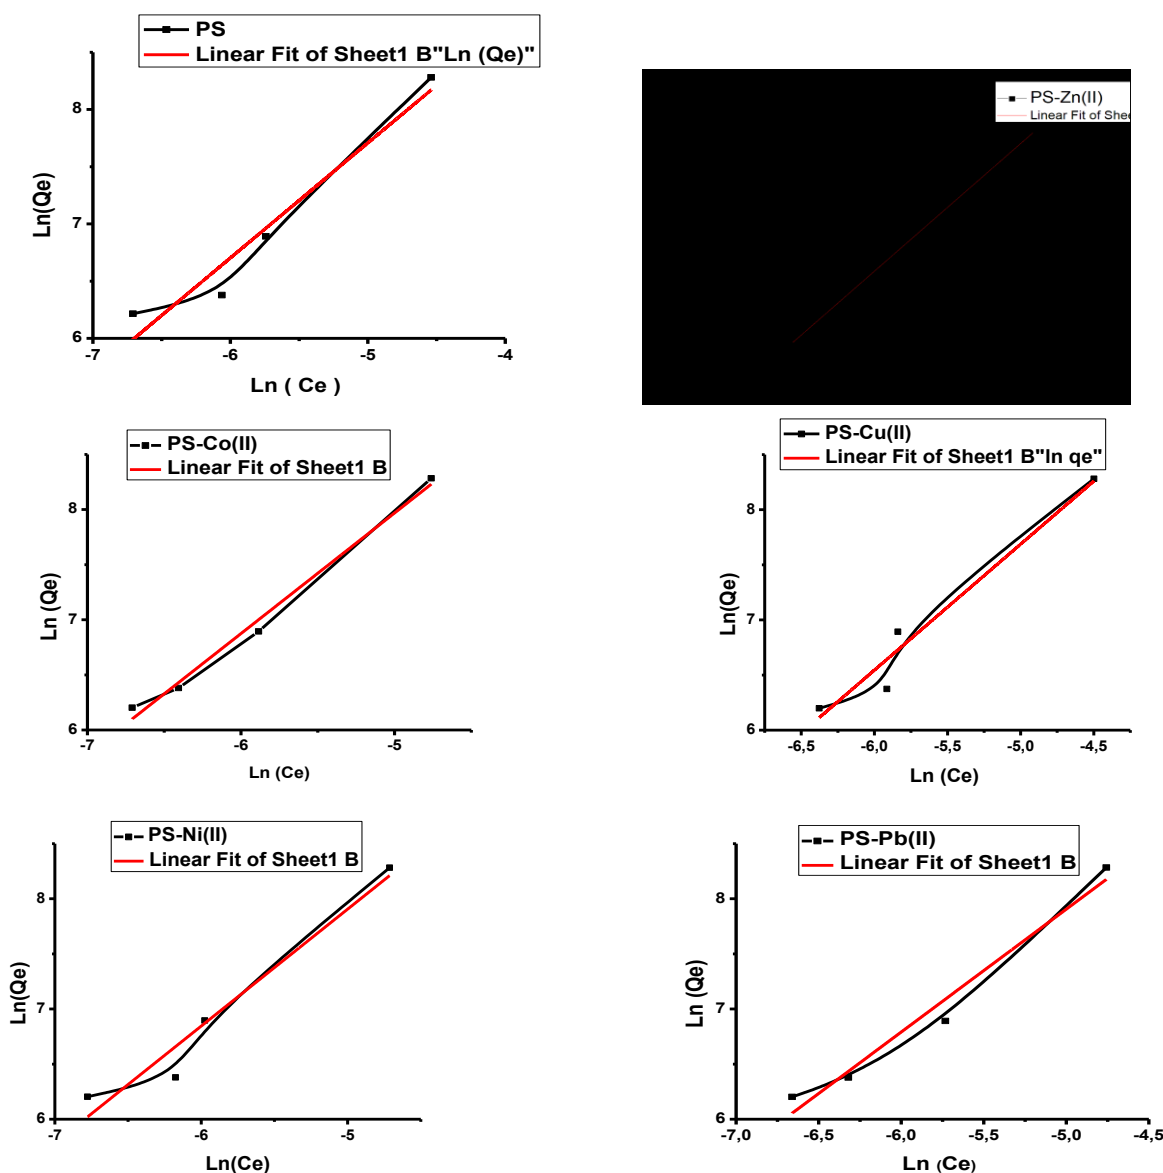 PS
Linear Fit of Sheet1 B"Ln (Qe)"
8
7
6
Ln(Qe)
-7
-6
-5
-4
Ln ( Ce )
PS-Zn(II)
Linear Fit of Shee
PS-Co(II)
Linear Fit of Sheet1 B
8
7
6
Ln (Qe)
-7
-6
-5
Ln (Ce)
PS-Cu(II)
Linear Fit of Sheet1 B"ln qe"
8
7
6
Ln(Qe)
-6,5
-6,0
-5,5
-5,0
-4,5
Ln (Ce)
PS-Ni(II)
Linear Fit of Sheet1 B
8
7
6
Ln(Qe)
-7
-6
-5
Ln(Ce)
PS-Pb(II)
Linear Fit of Sheet1 B
8
7
6
Ln (Qe)
-7,0
-6,5
-6,0
-5,5
-5,0
-4,5
Ln (Ce)